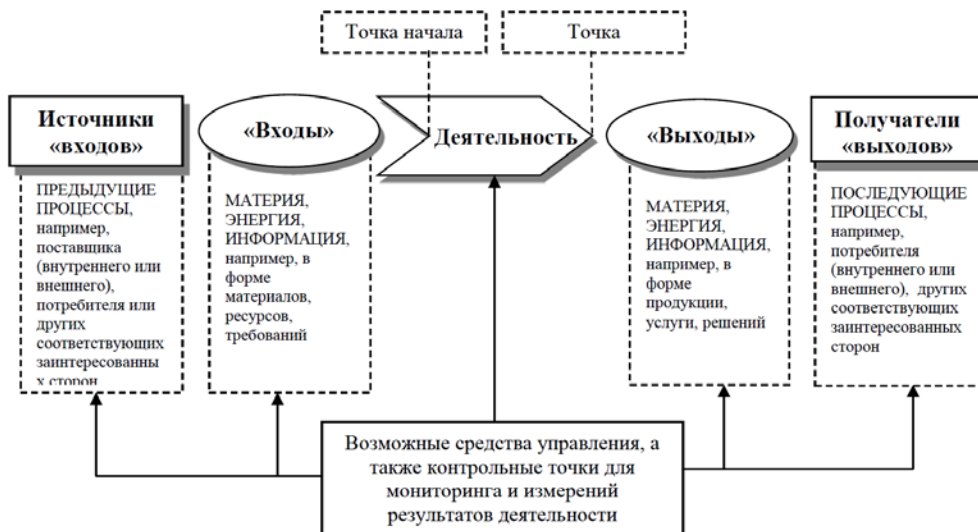 Точка начала
Точка
Источники
«входов»
«Входы»
Деятельность
«Выходы»
Получатели
«выходов»
ПРЕДЫДУЩИЕ
ПРОЦЕССЫ,
например,
поставщика
(внутреннего или
внешнего),
потребителя или
других
соответствующих
заинтересованны
х сторон
МАТЕРИЯ,
ЭНЕРГИЯ,
ИНФОРМАЦИЯ,
например, в
форме
материалов,
ресурсов,
требований
МАТЕРИЯ,
ЭНЕРГИЯ,
ИНФОРМАЦИЯ,
например, в
форме
продукции,
услуги, решений
ПОСЛЕДУЮЩИЕ
ПРОЦЕССЫ,
например,
потребителя
(внутреннего или
внешнего), других
соответствующих
заинтересованных
сторон
Возможные средства управления, а
также контрольные точки для
мониторинга и измерений
результатов деятельности